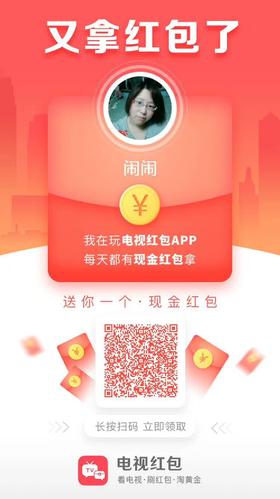 又拿红包了
闹闹
¥
我在玩电视红包APP
每天都有现金红包拿
送你一个·现金红包
长按扫码 立即领取
TV
电视红包
看电视·刷红包·淘黄金